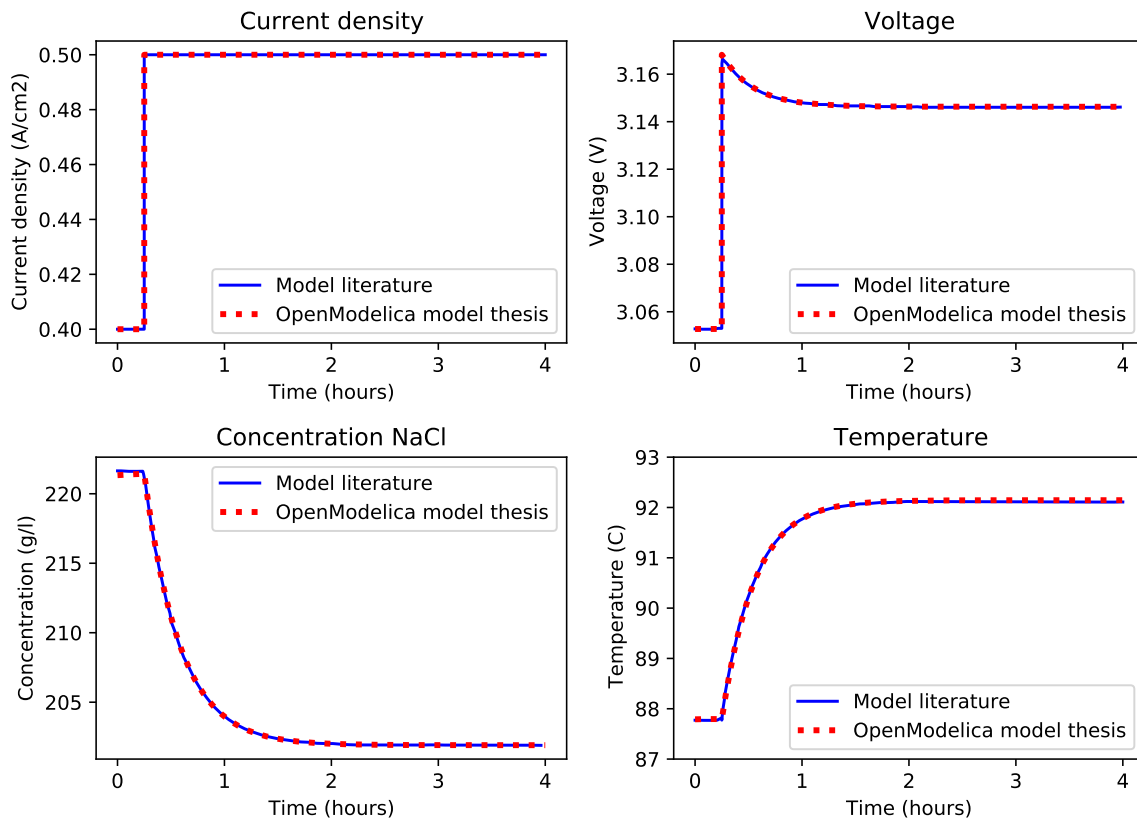 Current density
Current density (A/cm2)
0.50
0.48
0.46
0.44
0.42
0.40
Model literature
OpenModelica model thesis
0 1 2 3 4
Time (hours)
Voltage
Voltage (V)
3.16
3.14
3.12
3.10
3.08
3.06
Model literature
OpenModelica model thesis
0 1 2 3 4
Time (hours)
Concentration NaCl
Concentration (g/l)
220
215
210
205
Model literature
OpenModelica model thesis
0 1 2 3 4
Time (hours)
Temperature
Temperature (C)
93
92
91
90
89
88
87
Model literature
OpenModelica model thesis
0 1 2 3 4
Time (hours)